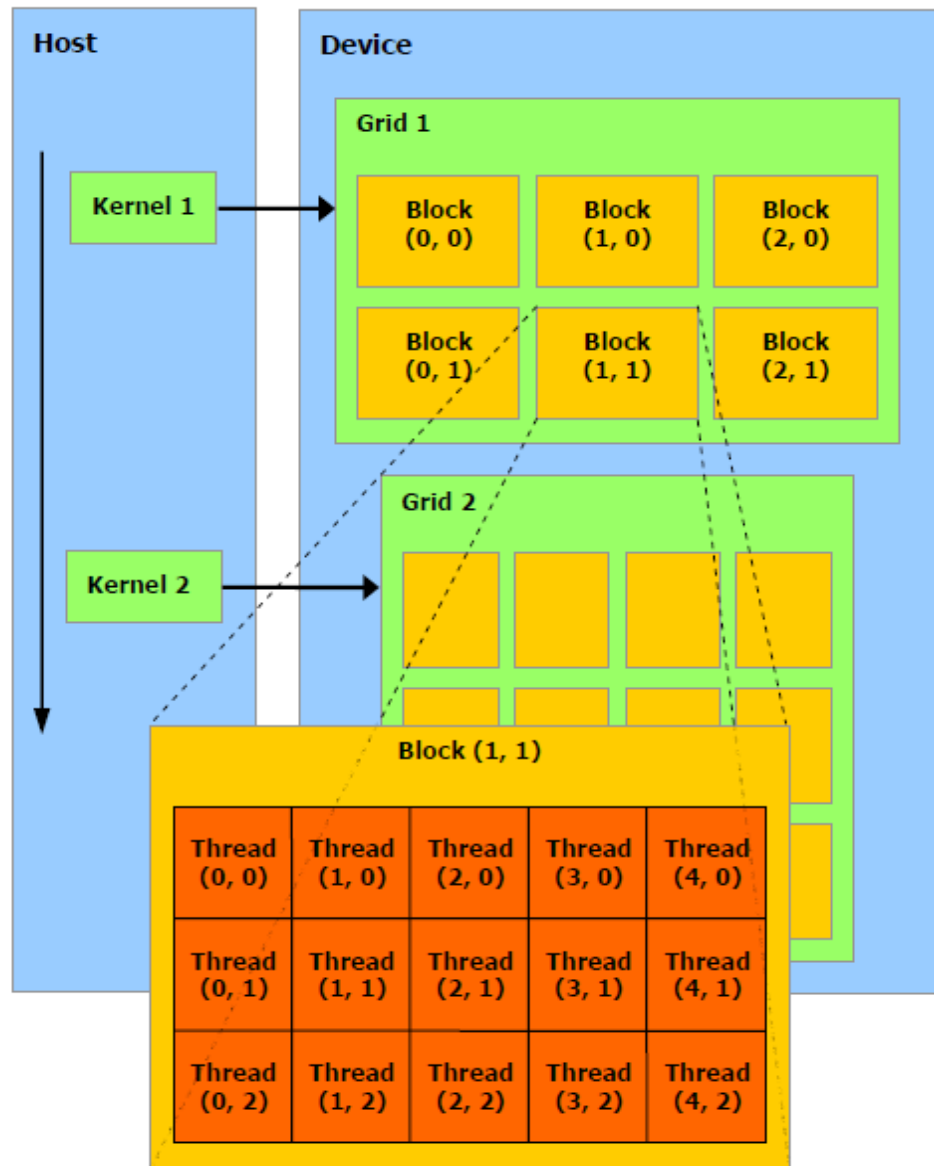 Host
Device
Grid 1
Kernel 1
Block
(0, 0)
Block
(1, 0)
Block
(2, 0)
Block
(0, 1)
Block
(1, 1)
Block
(2, 1)
Grid 2
Kernel 2
Block (1, 1)
Thread
(0, 0)
Thread
(1, 0)
Thread
(2, 0)
Thread
(3, 0)
Thread
(4, 0)
Thread
(0, 1)
Thread
(1, 1)
Thread
(2, 1)
Thread
(3, 1)
Thread
(4, 1)
Thread
(0, 2)
Thread
(1, 2)
Thread
(2, 2)
Thread
(3, 2)
Thread
(4, 2)